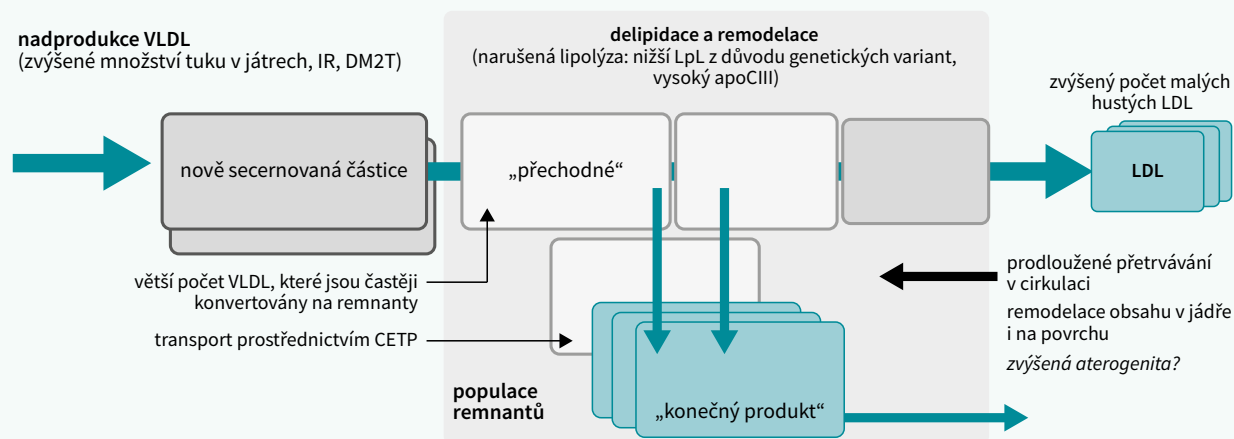 nadprodukce VLDL
(zvýšené množství tuku v játrech, IR, DM2T)
delipidace a remodelace
(narušená lipolýza: nižší LpL z důvodu genetických variant,
vysoký apoCIII)
zvýšený počet malých
hustých LDL
nově secernovaná částice
„přechodné“
LDL
větší počet VLDL, které jsou častěji
konvertovány na remnanty
transport prostřednictvím CETP
prodloužené přetrvávání
v cirkulaci
remodelace obsahu v jádře
i na povrchu
zvýšená aterogenita?
populace
remnantů
„konečný produkt“